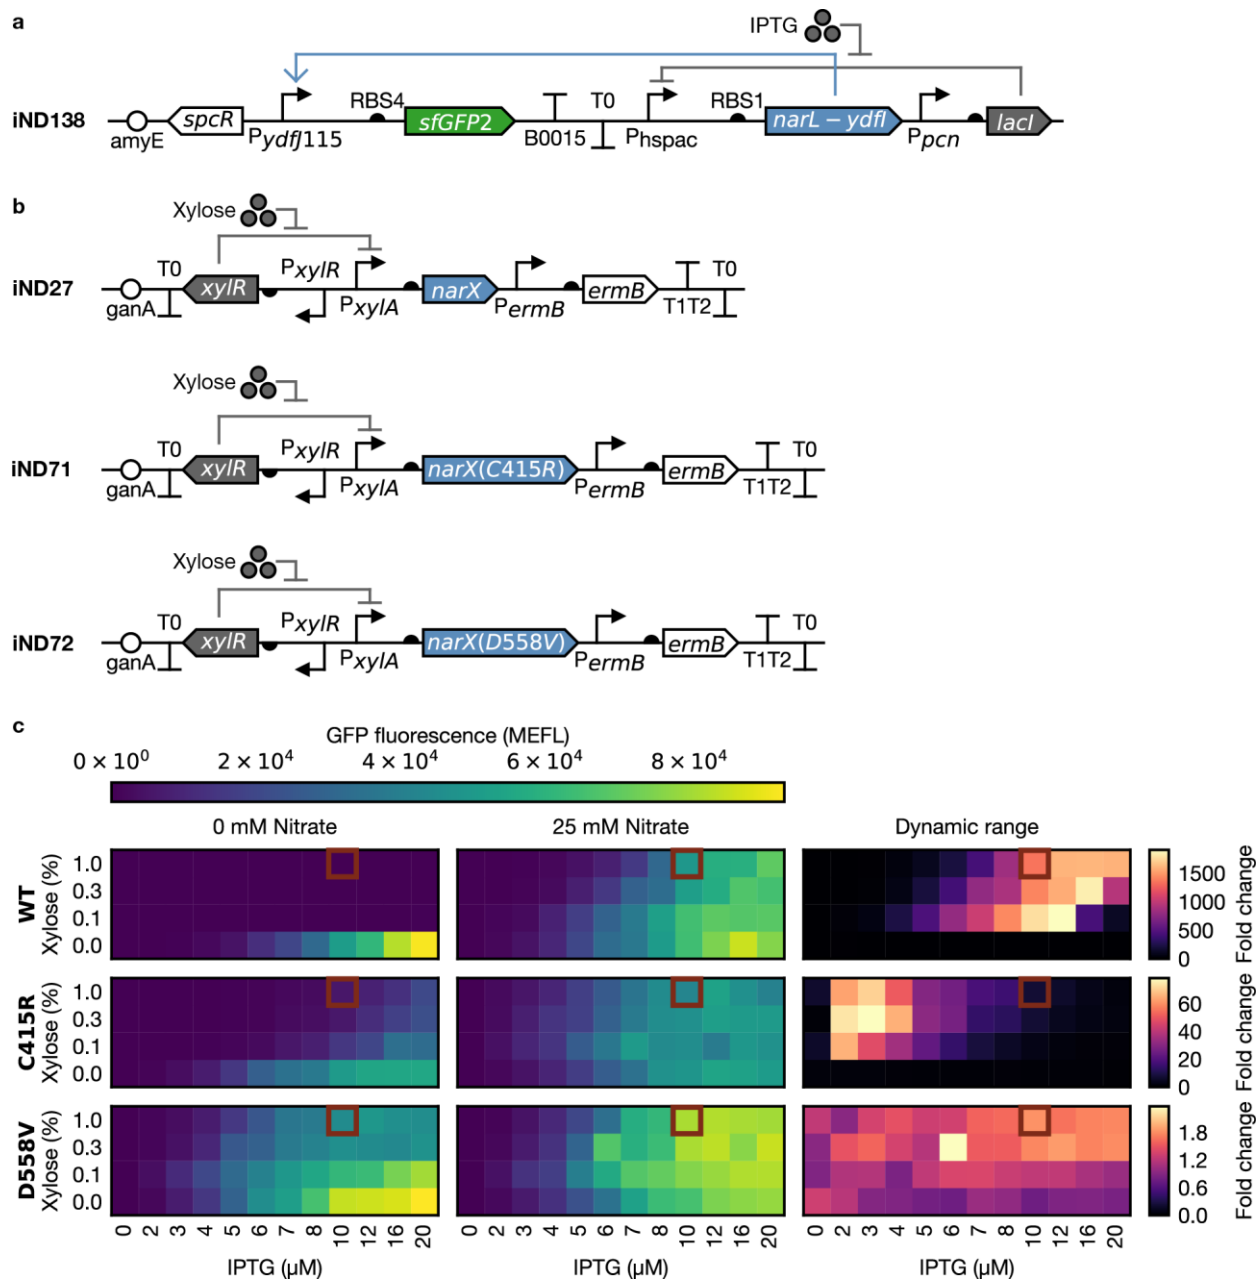 a
IPTG
iND138
amyE
spcR
PydfJ115
RBS4
sfGFP2
B0015
T0
Phspac
RBS1
narL – ydfI
Ppcn
lacI
b
Xylose
iND27
ganA
T0
xylR
PxylR
PxylA
narX
PermB
ermB
T1T2
T0
Xylose
iND71
ganA
T0
xylR
PxylR
PxylA
narX(C415R)
PermB
ermB
T1T2
T0
Xylose
iND72
ganA
T0
xylR
PxylR
PxylA
narX(D558V)
PermB
ermB
T1T2
T0
c
GFP fluorescence (MEFL)
0 × 10⁰ 2 × 10⁴ 4 × 10⁴ 6 × 10⁴ 8 × 10⁴
0 mM Nitrate 25 mM Nitrate Dynamic range
WT
Xylose (%)
1.0
0.3
0.1
0.0
1500
1000
500
0
Fold change
C415R
Xylose (%)
1.0
0.3
0.1
0.0
60
40
20
0
Fold change
D558V
Xylose (%)
1.0
0.3
0.1
0.0
1.8
1.2
0.6
0.0
Fold change
0 2 3 4 5 6 7 8 10 12 16 20
0 2 3 4 5 6 7 8 10 12 16 20
0 2 3 4 5 6 7 8 10 12 16 20
IPTG (μM) IPTG (μM) IPTG (μM)